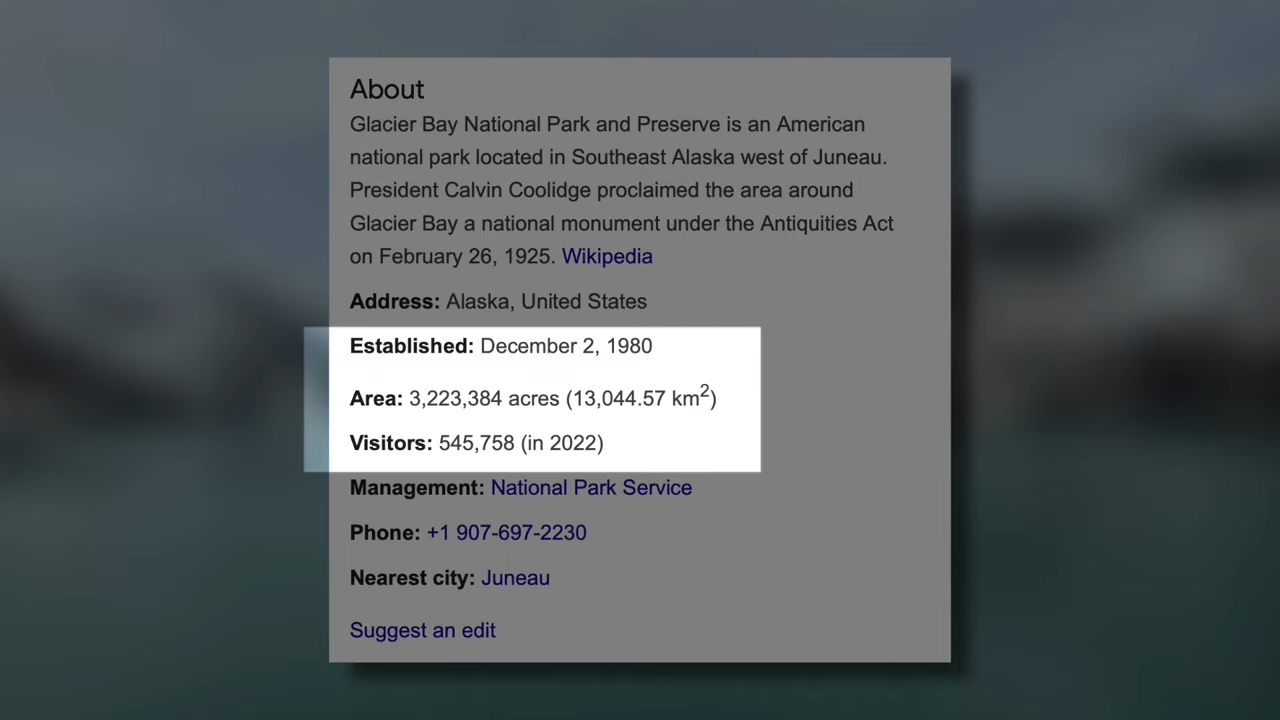 About
Glacier Bay National Park and Preserve is an American
national park located in Southeast Alaska west of Juneau.
President Calvin Coolidge proclaimed the area around
Glacier Bay a national monument under the Antiquities Act
on February 26, 1925. Wikipedia
Address: Alaska, United States
Established: December 2, 1980
Area: 3,223,384 acres (13,044.57 km²)
Visitors: 545,758 (in 2022)
Management: National Park Service
Phone: +1 907-697-2230
Nearest city: Juneau
Suggest an edit